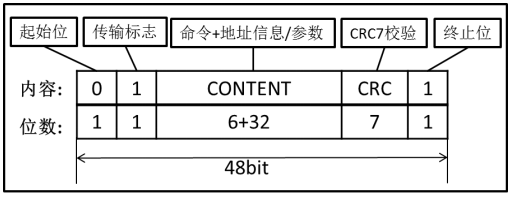 起始位 传输标志 命令+地址信息/参数 CRC7校验 终止位
内容: 0 1 CONTENT CRC 1
位数: 1 1 6+32 7 1
48bit